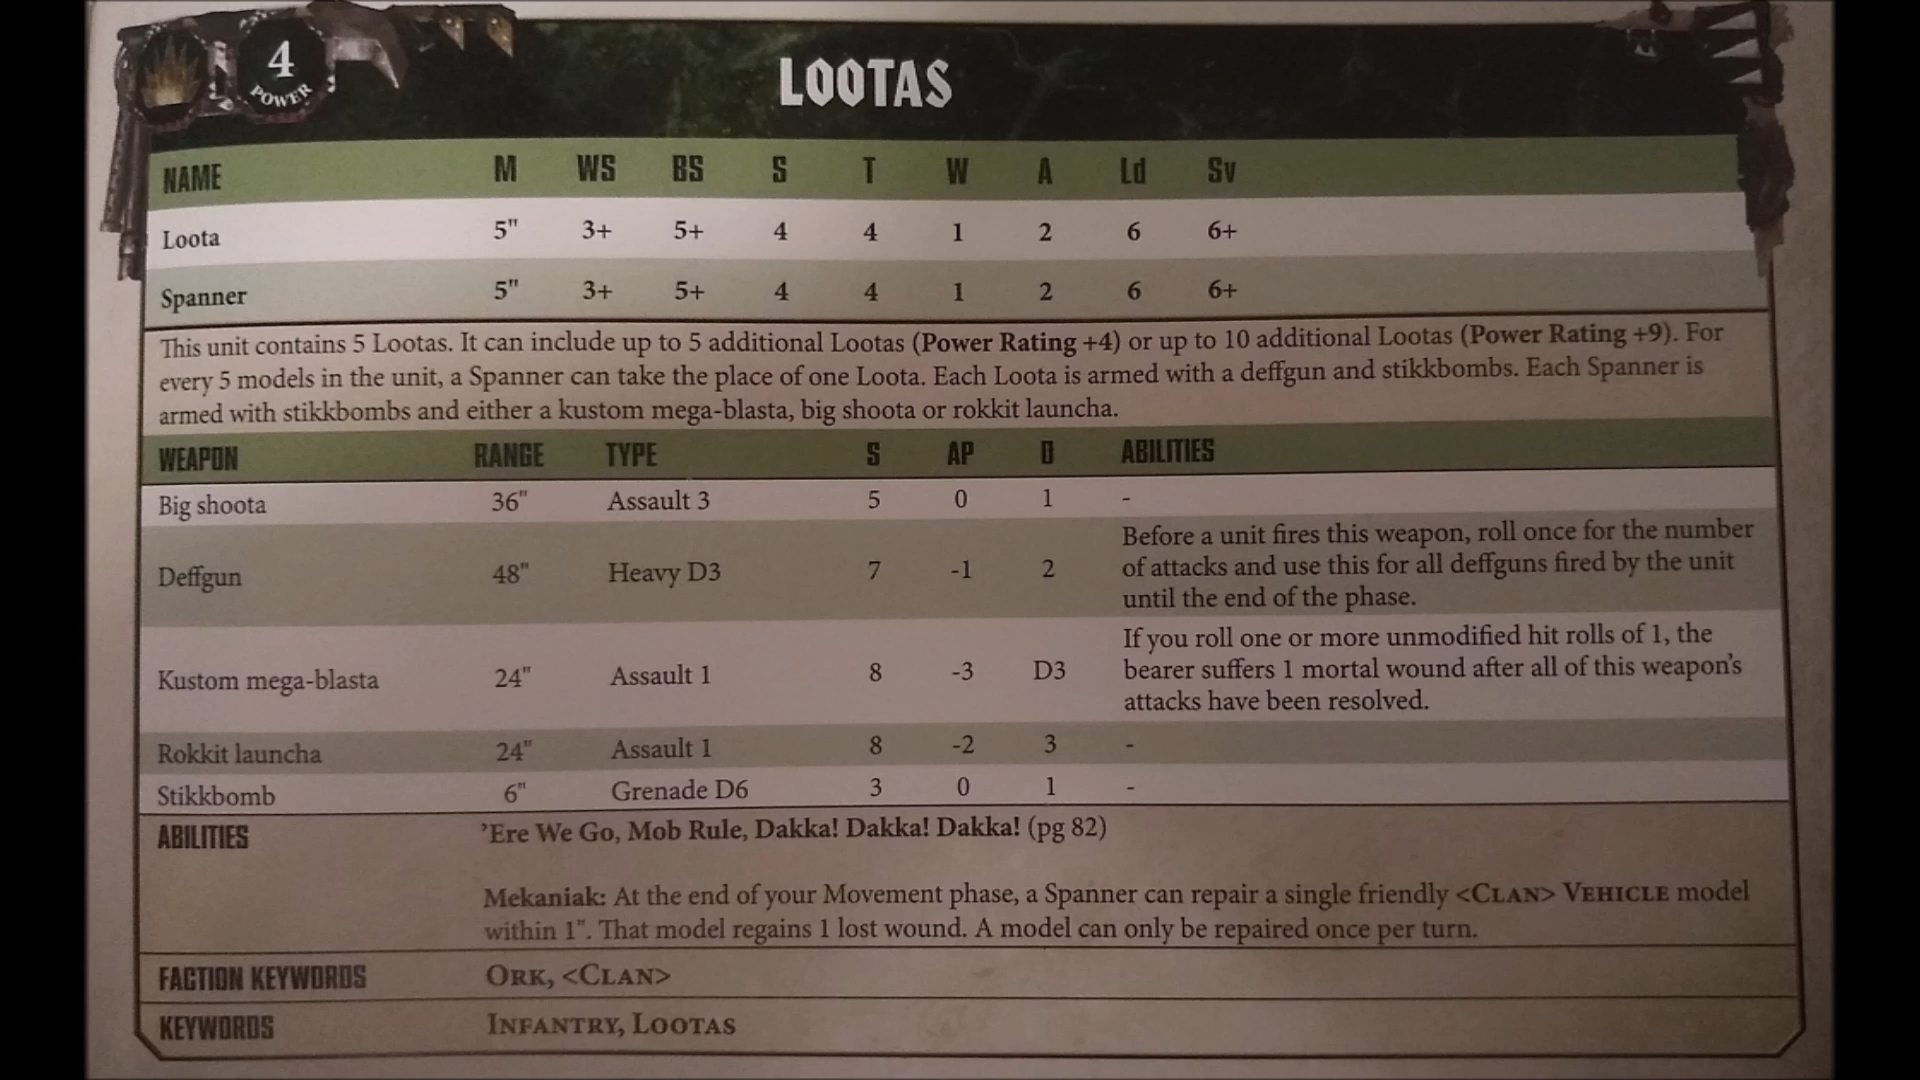 4
POWER
LOOTAS
NAME M WS BS S T W A Ld Sv
Loota 5" 3+ 5+ 4 4 1 2 6 6+
Spanner 5" 3+ 5+ 4 4 1 2 6 6+
This unit contains 5 Lootas. It can include up to 5 additional Lootas (Power Rating +4) or up to 10 additional Lootas (Power Rating +9). For
every 5 models in the unit, a Spanner can take the place of one Loota. Each Loota is armed with a deffgun and stikkbombs. Each Spanner is
armed with stikkbombs and either a kustom mega-blasta, big shoota or rokkit launcha.
WEAPON RANGE TYPE S AP D ABILITIES
Big shoota 36" Assault 3 5 0 1 -
Deffgun 48" Heavy D3 7 -1 2 Before a unit fires this weapon, roll once for the number
of attacks and use this for all deffguns fired by the unit
until the end of the phase.
Kustom mega-blasta 24" Assault 1 8 -3 D3 If you roll one or more unmodified hit rolls of 1, the
bearer suffers 1 mortal wound after all of this weapon's
attacks have been resolved.
Rokkit launcha 24" Assault 1 8 -2 3 -
Stikkbomb 6" Grenade D6 3 0 1 -
ABILITIES 'Ere We Go, Mob Rule, Dakka! Dakka! Dakka! (pg 82)
Mekaniak: At the end of your Movement phase, a Spanner can repair a single friendly <CLAN> VEHICLE model
within 1". That model regains 1 lost wound. A model can only be repaired once per turn.
FACTION KEYWORDS ORK, <CLAN>
KEYWORDS INFANTRY, LOOTAS